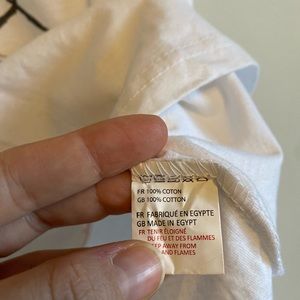 FR 100% COTON
GB 100% COTTON
FR FABRIQUÉ EN EGYPTE
GB MADE IN EGYPT
FR TENIR ÉLOIGNÉ
DU FEU ET DES FLAMMES
AWAY FROM
AND FLAMES